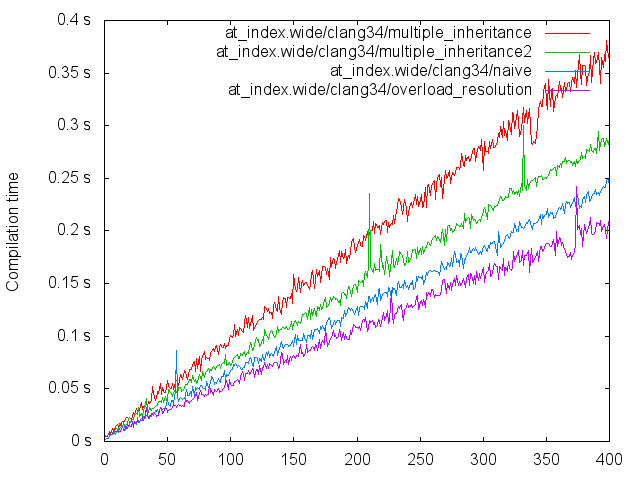 0.4 s
at_index.wide/clang34/multiple_inheritance
at_index.wide/clang34/multiple_inheritance2
0.35 s
at_index.wide/clang34/naive
at_index.wide/clang34/overload_resolution
0.3 s
0.25 s
0.2 s
0.15 s
0.1 s
0.05 s
0 s
Compilation time
0 50 100 150 200 250 300 350 400